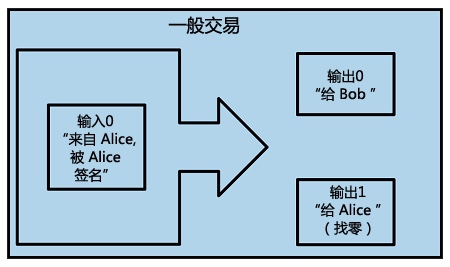 一般交易
输入0
“来自 Alice,
被 Alice
签名”
输出0
“给 Bob ”
输出1
“给 Alice ”
（找零）